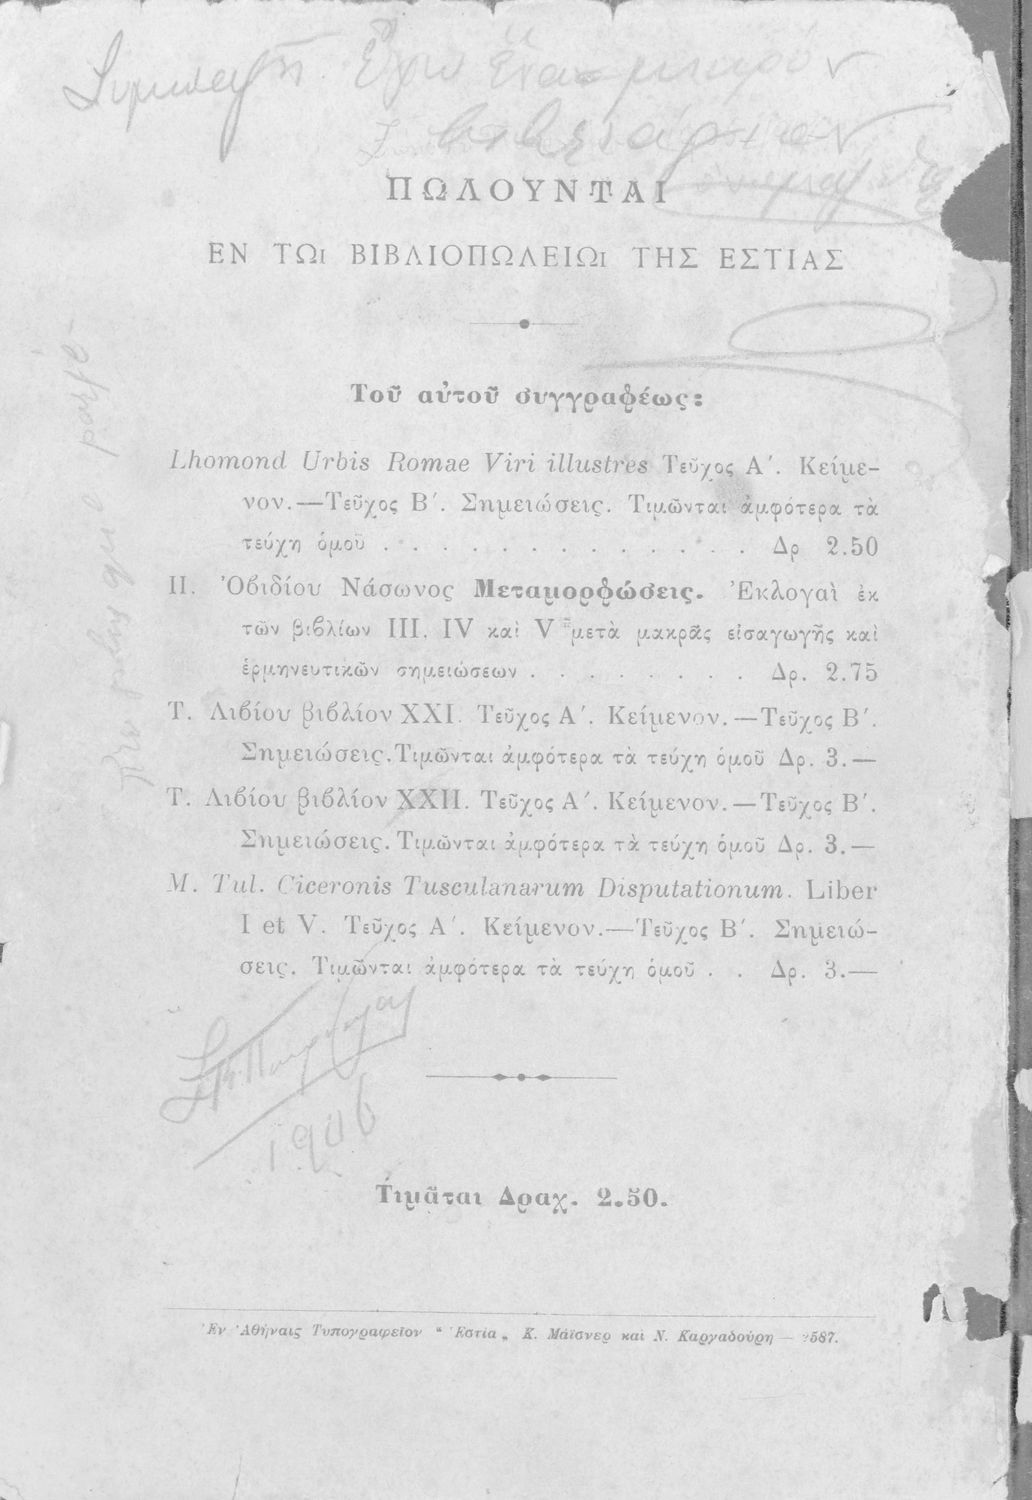 ΠΩΛΟΥΝΤΑΙ
ΕΝ ΤΩι ΒΙΒΛΙΟΠΩΛΕΙΩι ΤΗΣ ΕΣΤΙΑΣ
Τοῦ αὐτοῦ συγγραφέως:
Lhomond Urbis Romae Viri illustres Τεῦχος Α΄. Κείμε-
νον.—Τεῦχος Β΄. Σημειώσεις. Τιμῶνται ἀμφότερα τὰ
τεύχη ὁμοῦ . . . . . . . . . . . . . . Δρ 2.50
ΙΙ. Ὀβιδίου Νάσωνος Μεταμορφώσεις. Ἐκλογαὶ ἐκ
τῶν βιβλίων III. IV καὶ V μετὰ μακρᾶς εἰσαγωγῆς καὶ
ἑρμηνευτικῶν σημειώσεων . . . . . . . . Δρ. 2.75
Τ. Λιβίου βιβλίον XXI. Τεῦχος Α΄. Κείμενον.—Τεῦχος Β΄.
Σημειώσεις. Τιμῶνται ἀμφότερα τὰ τεύχη ὁμοῦ Δρ. 3.—
Τ. Λιβίου βιβλίον XXII. Τεῦχος Α΄. Κείμενον.—Τεῦχος Β΄.
Σημειώσεις. Τιμῶνται ἀμφότερα τὰ τεύχη ὁμοῦ Δρ. 3.—
M. Tul. Ciceronis Tusculanarum Disputationum. Liber
I et V. Τεῦχος Α΄. Κείμενον.—Τεῦχος Β΄. Σημειώ-
σεις. Τιμῶνται ἀμφότερα τὰ τεύχη ὁμοῦ . . Δρ. 3.—
1906
Τιμᾶται Δραχ. 2.50.
Ἐν Ἀθήναις Τυπογραφεῖον “ Ἑστία „ Κ. Μάϊσνερ καὶ Ν. Καργαδούρη — 2587.